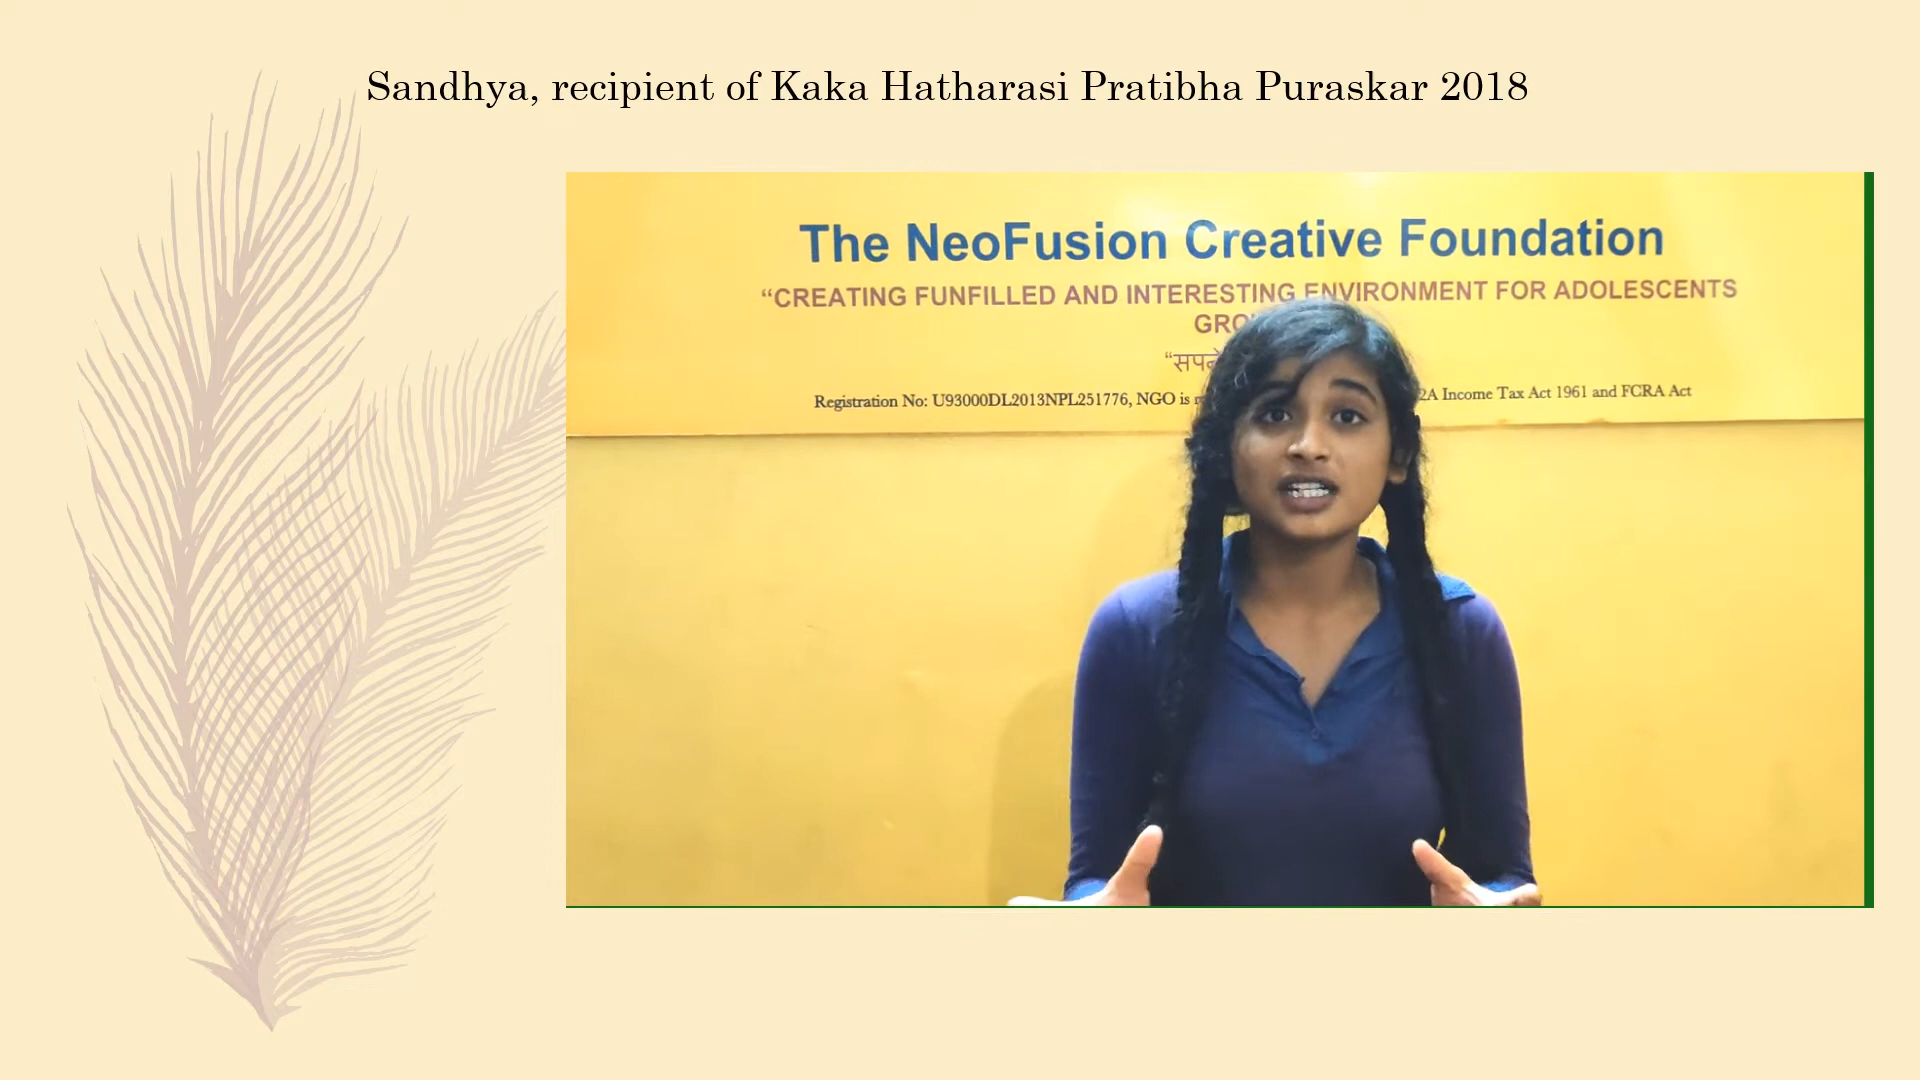 Sandhya, recipient of Kaka Hatharasi Pratibha Puraskar 2018
The NeoFusion Creative Foundation
“CREATING FUNFILLED AND INTERESTING ENVIRONMENT FOR ADOLESCENTS
Registration No: U93000DL2013NPL251776, NGO is Income Tax Act 1961 and FCRA Act